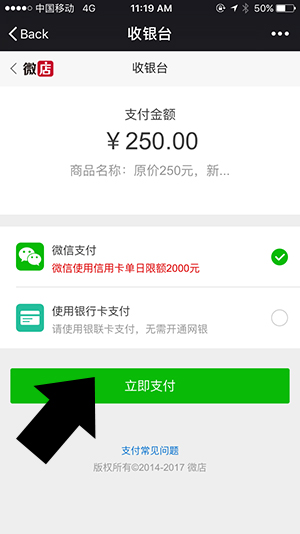 中国移动 4G 11:19 AM 50%
收银台
微店 收银台
支付金额
￥250.00
商品名称：原价250元，新...
微信支付
微信使用信用卡单日限额2000元
使用银行卡支付
请使用银联卡支付，无需开通网银
立即支付
支付常见问题
版权所有©2014-2017 微店